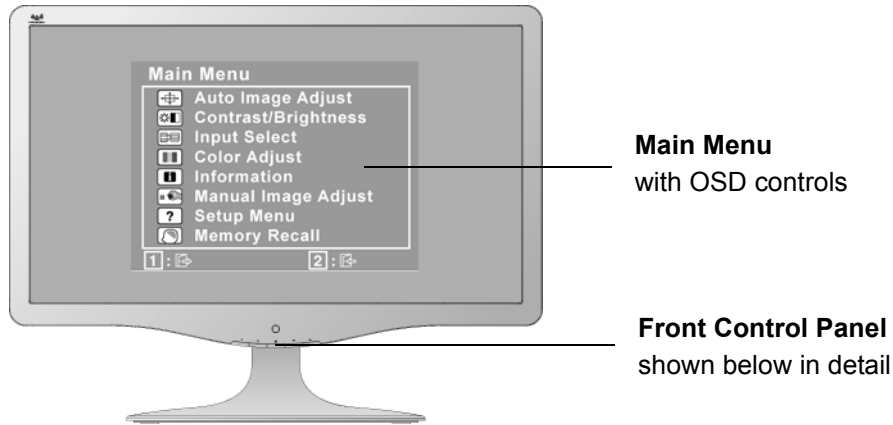 Main Menu
Auto Image Adjust
Contrast/Brightness
Input Select
Color Adjust
Information
Manual Image Adjust
? Setup Menu
Memory Recall
1 : 2 :
Main Menu
with OSD controls
Front Control Panel
shown below in detail